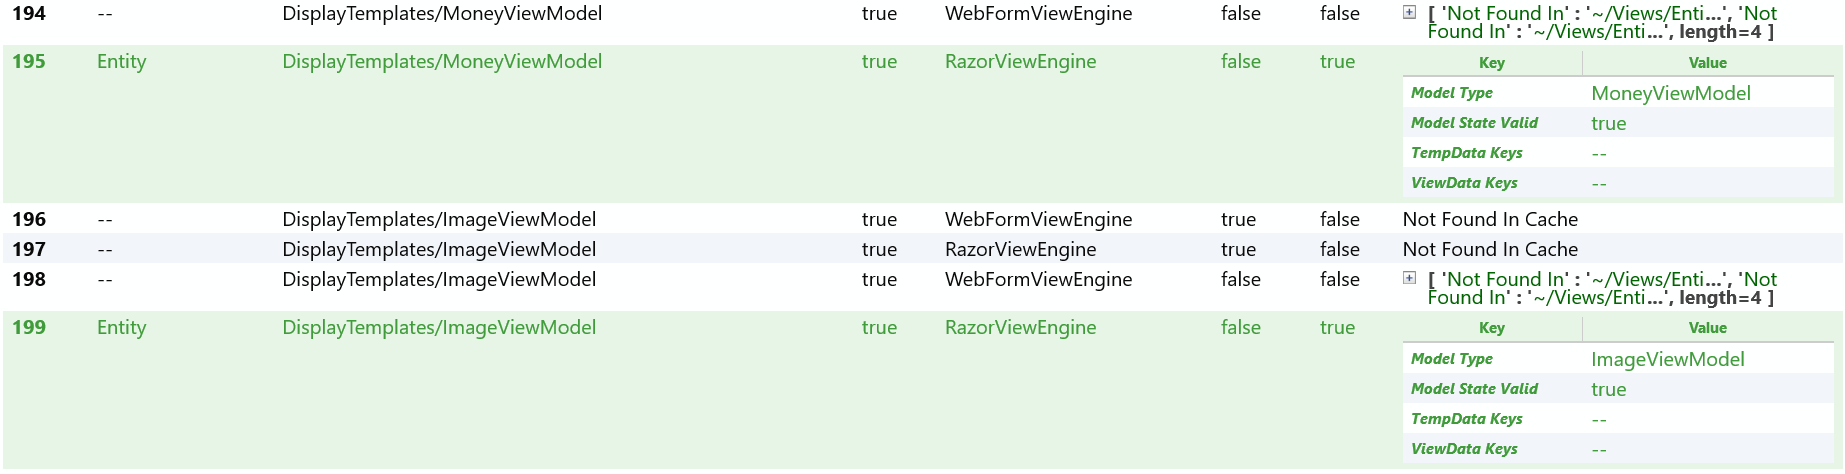 194 -- DisplayTemplates/MoneyViewModel true WebFormViewEngine false false [ 'Not Found In' : '~/Views/Enti...', 'Not
Found In' : '~/Views/Enti...', length=4 ]
195 Entity DisplayTemplates/MoneyViewModel true RazorViewEngine false true Key Value
Model Type MoneyViewModel
Model State Valid true
TempData Keys --
ViewData Keys --
196 -- DisplayTemplates/ImageViewModel true WebFormViewEngine true false Not Found In Cache
197 -- DisplayTemplates/ImageViewModel true RazorViewEngine true false Not Found In Cache
198 -- DisplayTemplates/ImageViewModel true WebFormViewEngine false false [ 'Not Found In' : '~/Views/Enti...', 'Not
Found In' : '~/Views/Enti...', length=4 ]
199 Entity DisplayTemplates/ImageViewModel true RazorViewEngine false true Key Value
Model Type ImageViewModel
Model State Valid true
TempData Keys --
ViewData Keys --